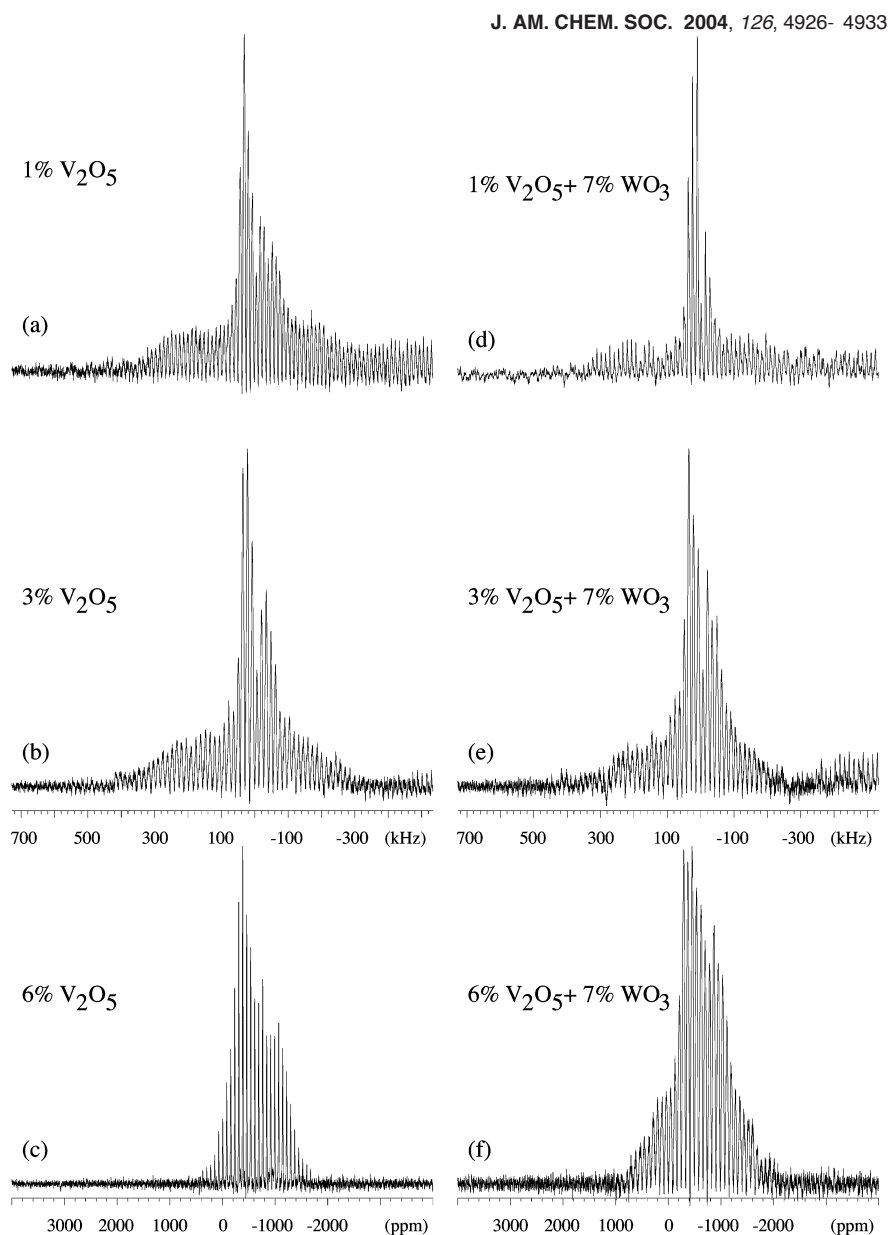 J. AM. CHEM. SOC. 2004, 126, 4926- 4933
1% V2O5
(a)
1% V2O5+ 7% WO3
(d)
3% V2O5
(b)
700 500 300 100 -100 -300 (kHz)
3% V2O5+ 7% WO3
(e)
700 500 300 100 -100 -300 (kHz)
6% V2O5
(c)
3000 2000 1000 0 -1000 -2000 (ppm)
6% V2O5+ 7% WO3
(f)
3000 2000 1000 0 -1000 -2000 (ppm)